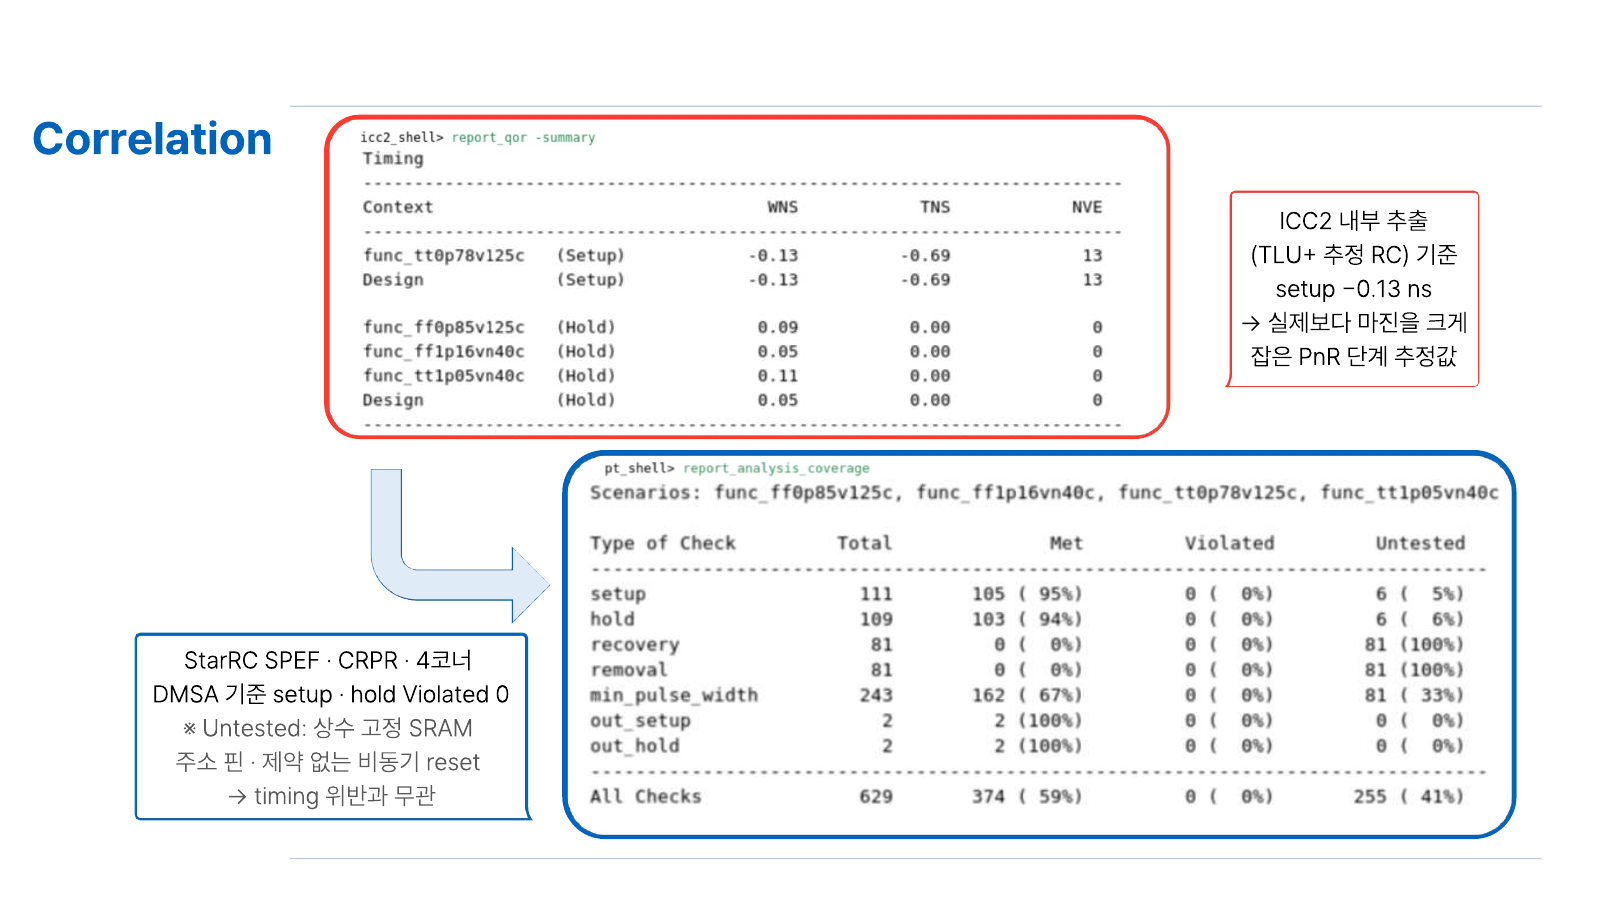 Correlation
icc2_shell> report_qor -summary
Timing
Context WNS TNS NVE
func_tt0p78v125c (Setup) -0.13 -0.69 13
Design (Setup) -0.13 -0.69 13
func_ff0p85v125c (Hold) 0.09 0.00 0
func_ff1p16vn40c (Hold) 0.05 0.00 0
func_tt1p05vn40c (Hold) 0.11 0.00 0
Design (Hold) 0.05 0.00 0
ICC2 내부 추출
(TLU+ 추정 RC) 기준
setup −0.13 ns
→ 실제보다 마진을 크게
잡은 PnR 단계 추정값
pt_shell> report_analysis_coverage
Scenarios: func_ff0p85v125c, func_ff1p16vn40c, func_tt0p78v125c, func_tt1p05vn40c
Type of Check Total Met Violated Untested
setup 111 105 ( 95%) 0 ( 0%) 6 ( 5%)
hold 109 103 ( 94%) 0 ( 0%) 6 ( 6%)
recovery 81 0 ( 0%) 0 ( 0%) 81 (100%)
removal 81 0 ( 0%) 0 ( 0%) 81 (100%)
min_pulse_width 243 162 ( 67%) 0 ( 0%) 81 ( 33%)
out_setup 2 2 (100%) 0 ( 0%) 0 ( 0%)
out_hold 2 2 (100%) 0 ( 0%) 0 ( 0%)
All Checks 629 374 ( 59%) 0 ( 0%) 255 ( 41%)
StarRC SPEF · CRPR · 4코너
DMSA 기준 setup · hold Violated 0
※ Untested: 상수 고정 SRAM
주소 핀 · 제약 없는 비동기 reset
→ timing 위반과 무관